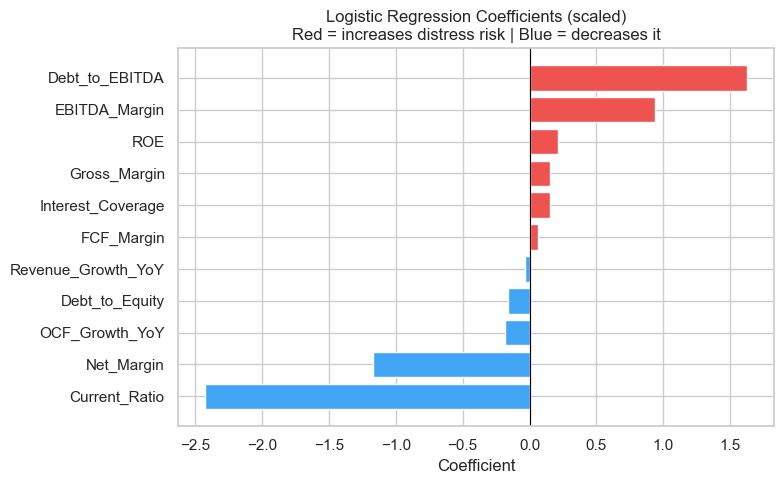 Logistic Regression Coefficients (scaled)
Red = increases distress risk | Blue = decreases it
Debt_to_EBITDA
EBITDA_Margin
ROE
Gross_Margin
Interest_Coverage
FCF_Margin
Revenue_Growth_YoY
Debt_to_Equity
OCF_Growth_YoY
Net_Margin
Current_Ratio
−2.5 −2.0 −1.5 −1.0 −0.5 0.0 0.5 1.0 1.5
Coefficient